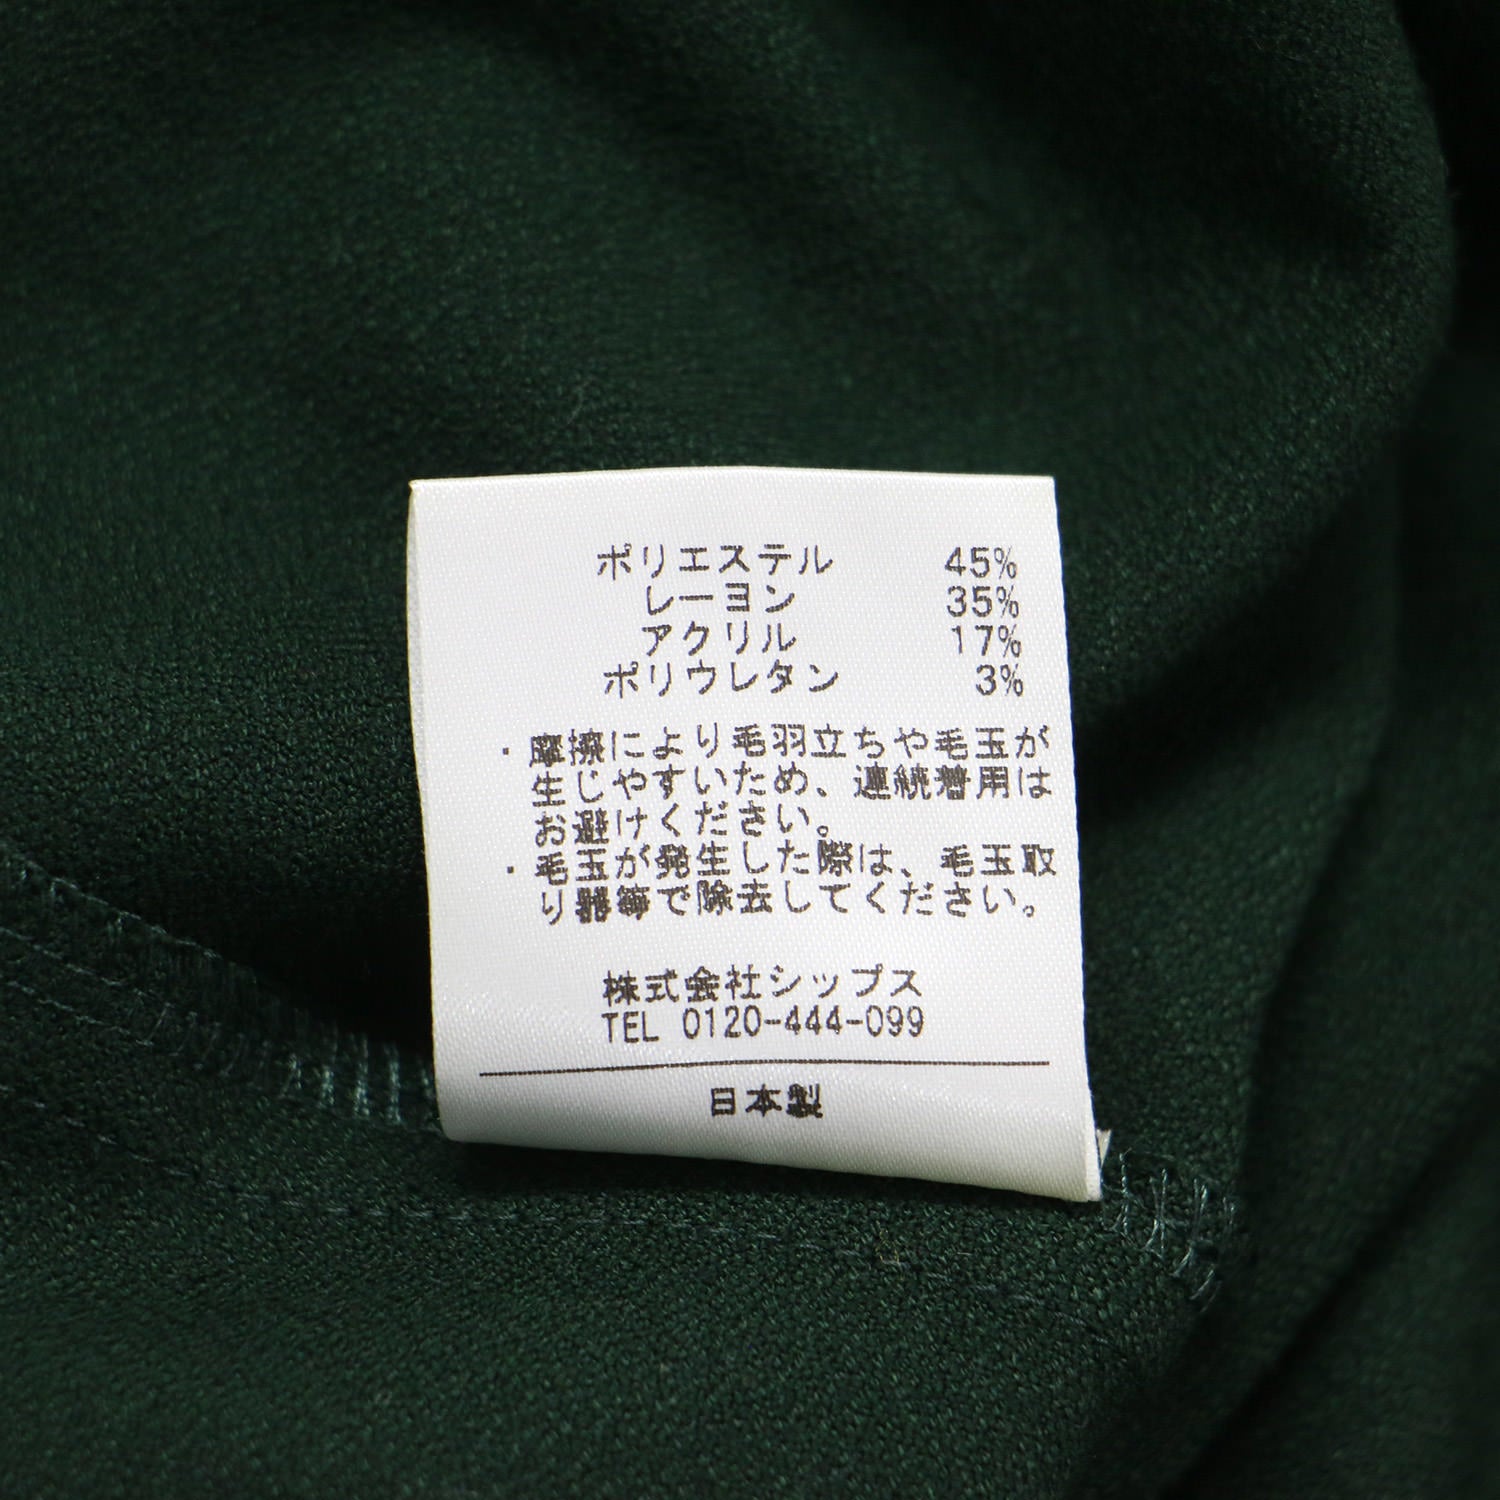 ポリエステル 45%
レーヨン 35%
アクリル 17%
ポリウレタン 3%
・摩擦により毛羽立ちや毛玉が
生じやすいため、連続着用は
お避けください。
・毛玉が発生した際は、毛玉取
り器等で除去してください。
株式会社シップス
TEL 0120-444-099
日本製